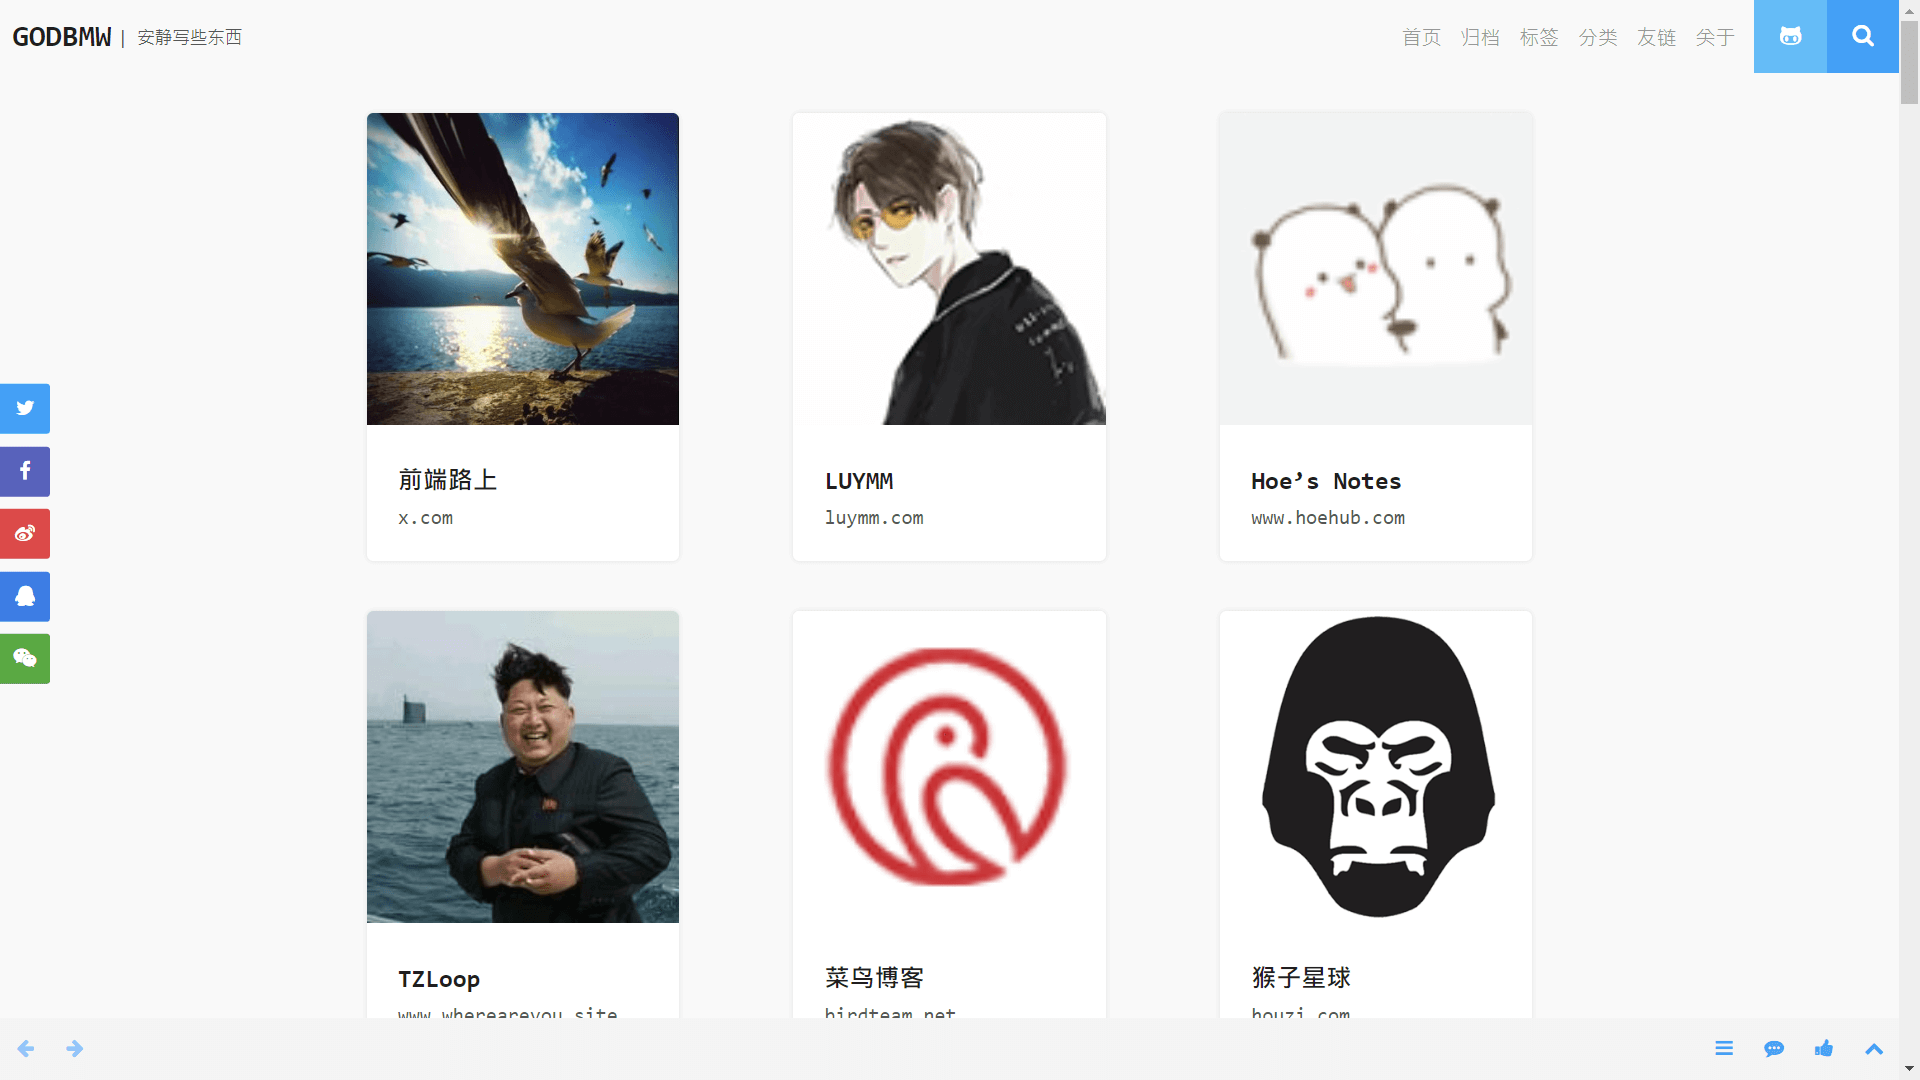 GODBMW | 安静写些东西
首页 归档 标签 分类 友链 关于
前端路上
x.com
LUYMM
luymm.com
Hoe’s Notes
www.hoehub.com
TZLoop
www.whereareyou.site
菜鸟博客
birdteam.net
猴子星球
houzi.com